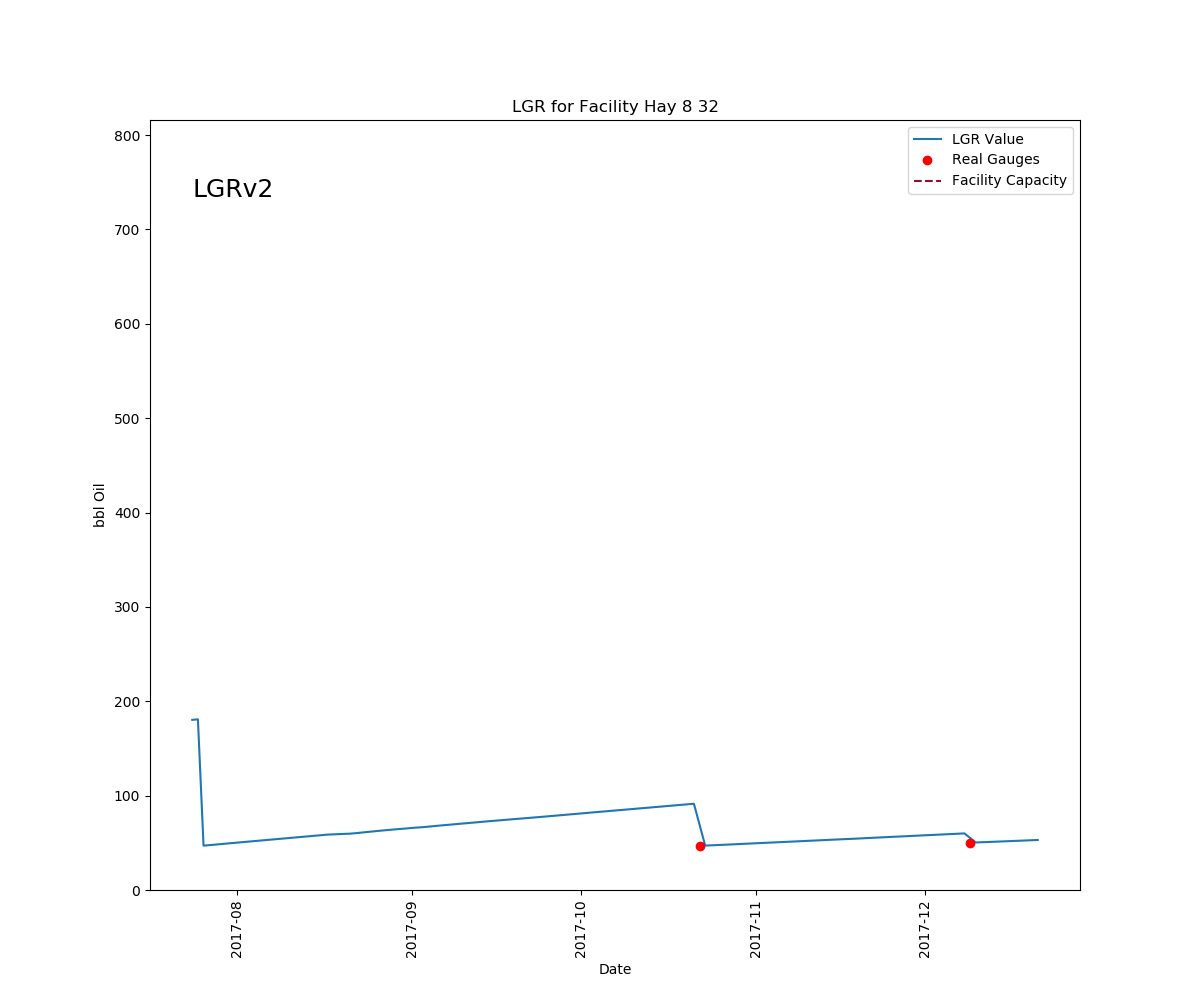 LGR for Facility Hay 8 32
LGRv2
LGR Value
Real Gauges
Facility Capacity
bbl Oil
800
700
600
500
400
300
200
100
0
2017-08
2017-09
2017-10
2017-11
2017-12
Date